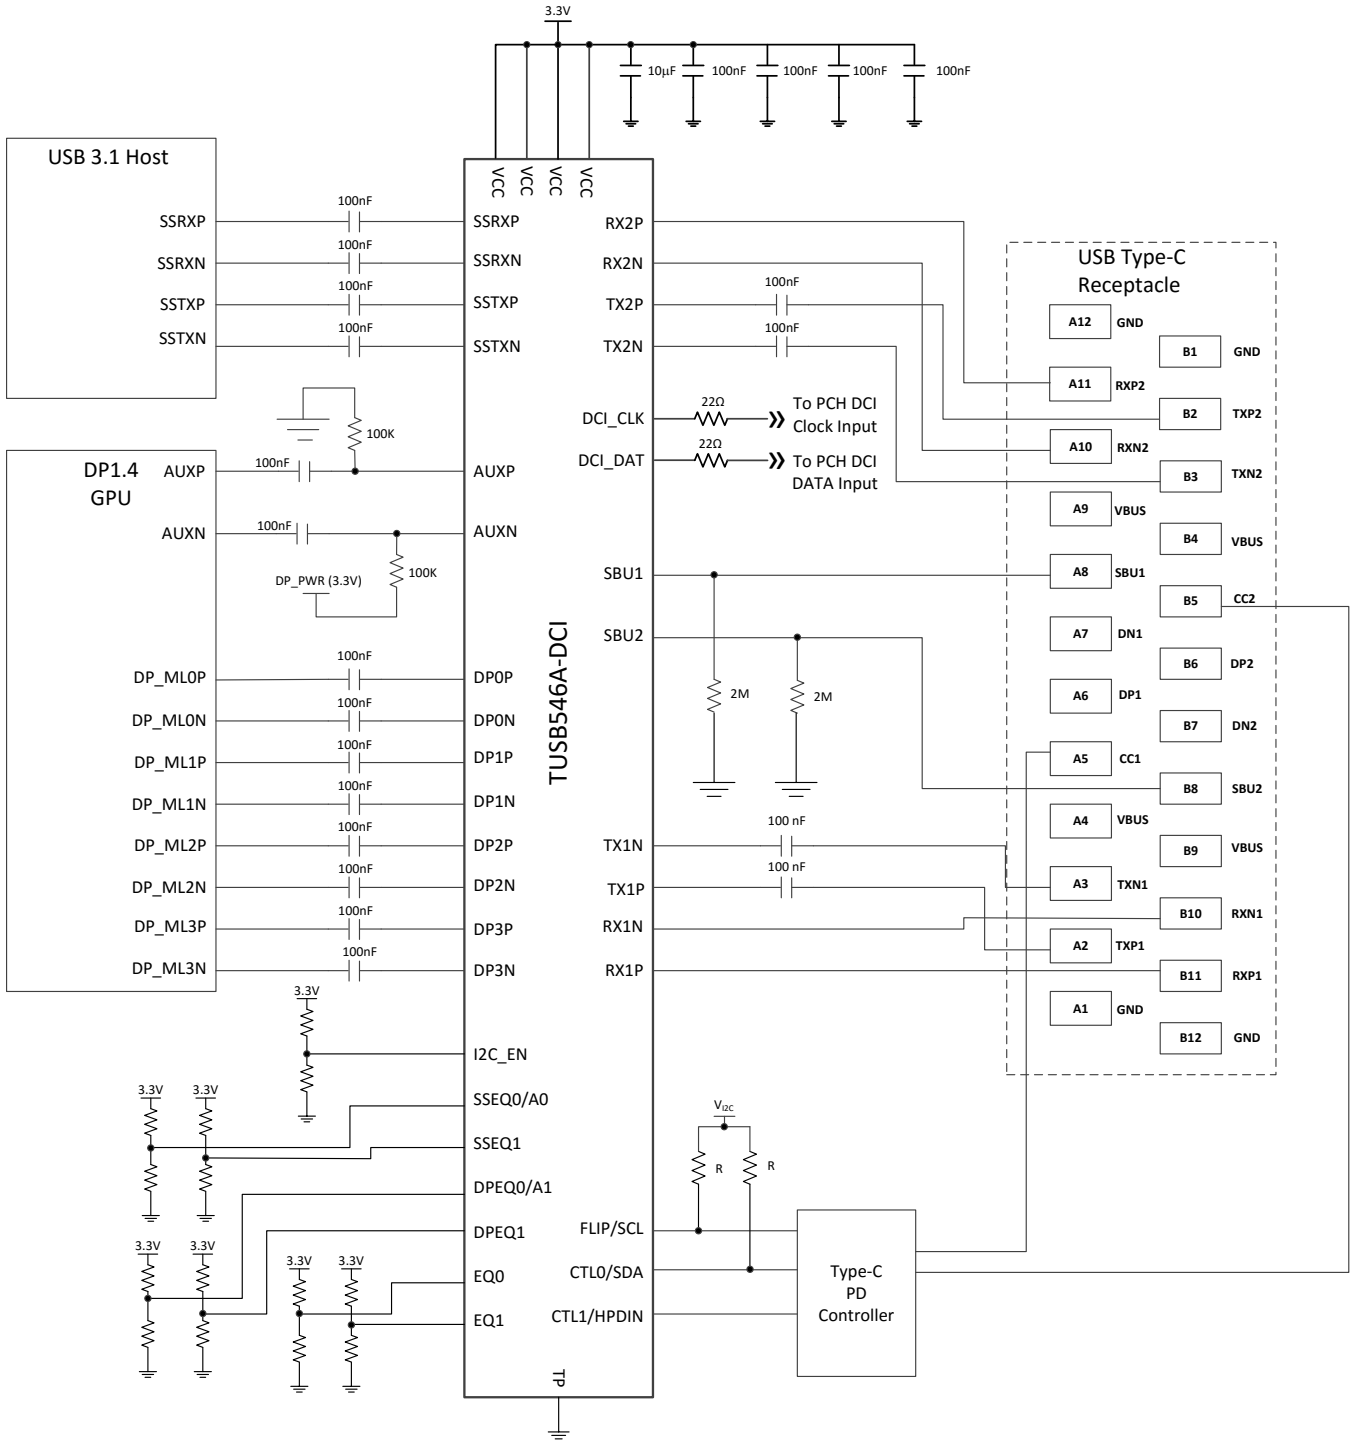 3.3V
10µF
100nF
100nF
100nF
100nF
USB 3.1 Host
SSRXP
SSRXN
SSTXP
SSTXN
100nF
100nF
100nF
100nF
DP1.4
GPU
AUXP
AUXN
100nF
100K
100nF
100K
DP_PWR (3.3V)
DP_ML0P
DP_ML0N
DP_ML1P
DP_ML1N
DP_ML2P
DP_ML2N
DP_ML3P
DP_ML3N
100nF
100nF
100nF
100nF
100nF
100nF
100nF
100nF
3.3V
3.3V
3.3V
3.3V
3.3V
3.3V
3.3V
VCC
VCC
VCC
VCC
SSRXP
SSRXN
SSTXP
SSTXN
AUXP
AUXN
DP0P
DP0N
DP1P
DP1N
DP2P
DP2N
DP3P
DP3N
I2C_EN
SSEQ0/A0
SSEQ1
DPEQ0/A1
DPEQ1
EQ0
EQ1
TUSB546A-DCI
TP
RX2P
RX2N
TX2P
TX2N
DCI_CLK
DCI_DAT
SBU1
SBU2
TX1N
TX1P
RX1N
RX1P
FLIP/SCL
CTL0/SDA
CTL1/HPDIN
100nF
100nF
22Ω
To PCH DCI
Clock Input
22Ω
To PCH DCI
DATA Input
2M
2M
100 nF
100 nF
VI2C
R
R
Type-C
PD
Controller
USB Type-C
Receptacle
A12 GND
B1 GND
A11 RXP2
B2 TXP2
A10 RXN2
B3 TXN2
A9 VBUS
B4 VBUS
A8 SBU1
B5 CC2
A7 DN1
B6 DP2
A6 DP1
B7 DN2
A5 CC1
B8 SBU2
A4 VBUS
B9 VBUS
A3 TXN1
B10 RXN1
A2 TXP1
B11 RXP1
A1 GND
B12 GND